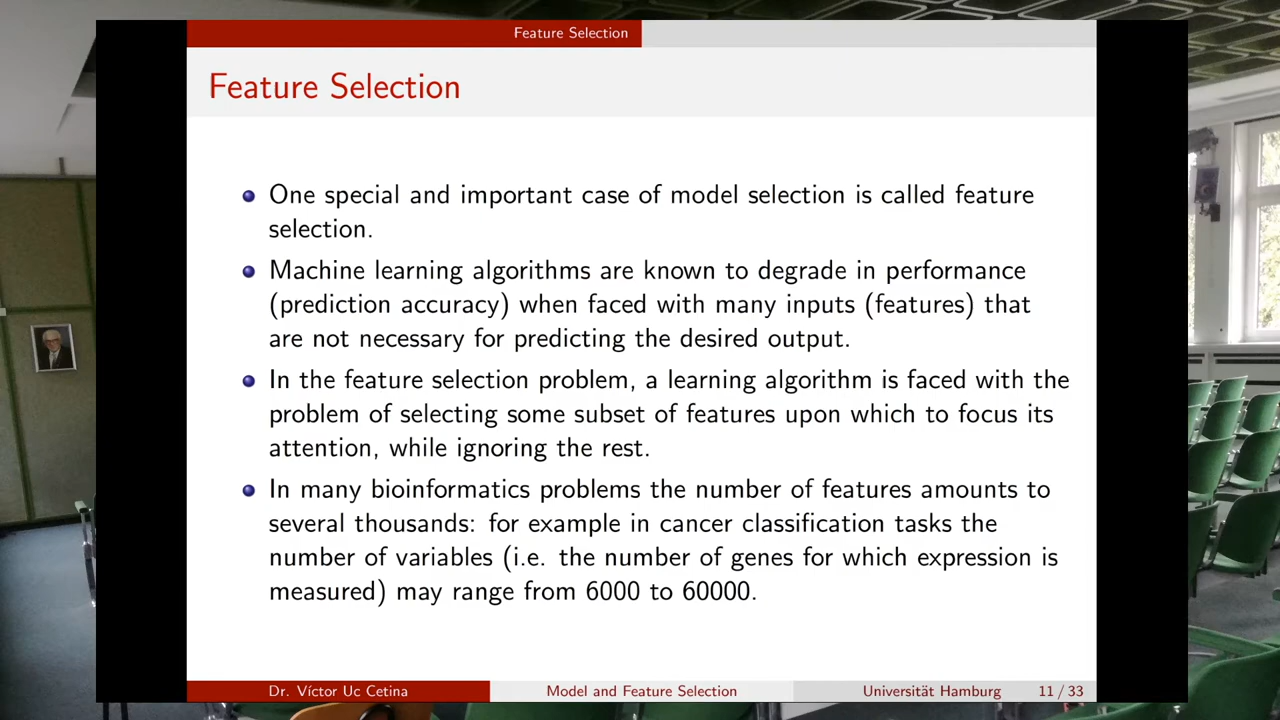 Feature Selection
Feature Selection
One special and important case of model selection is called feature
selection.
Machine learning algorithms are known to degrade in performance
(prediction accuracy) when faced with many inputs (features) that
are not necessary for predicting the desired output.
In the feature selection problem, a learning algorithm is faced with the
problem of selecting some subset of features upon which to focus its
attention, while ignoring the rest.
In many bioinformatics problems the number of features amounts to
several thousands: for example in cancer classification tasks the
number of variables (i.e. the number of genes for which expression is
measured) may range from 6000 to 60000.
Dr. Víctor Uc Cetina Model and Feature Selection Universität Hamburg 11 / 33